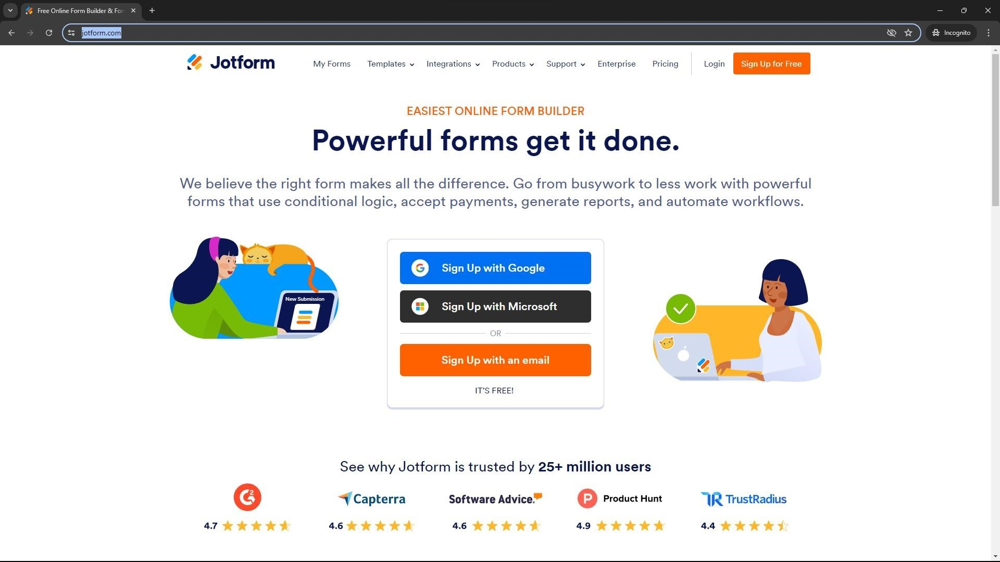 Free Online Form Builder & For
jotform.com
Incognito
Jotform
My Forms
Templates
Integrations
Products
Support
Enterprise
Pricing
Login
Sign Up for Free
EASIEST ONLINE FORM BUILDER
Powerful forms get it done.
We believe the right form makes all the difference. Go from busywork to less work with powerful
forms that use conditional logic, accept payments, generate reports, and automate workflows.
New Submission
Sign Up with Google
Sign Up with Microsoft
OR
Sign Up with an email
IT'S FREE!
See why Jotform is trusted by 25+ million users
G2
Capterra
Software Advice.
Product Hunt
TrustRadius
4.7
4.6
4.6
4.9
4.4